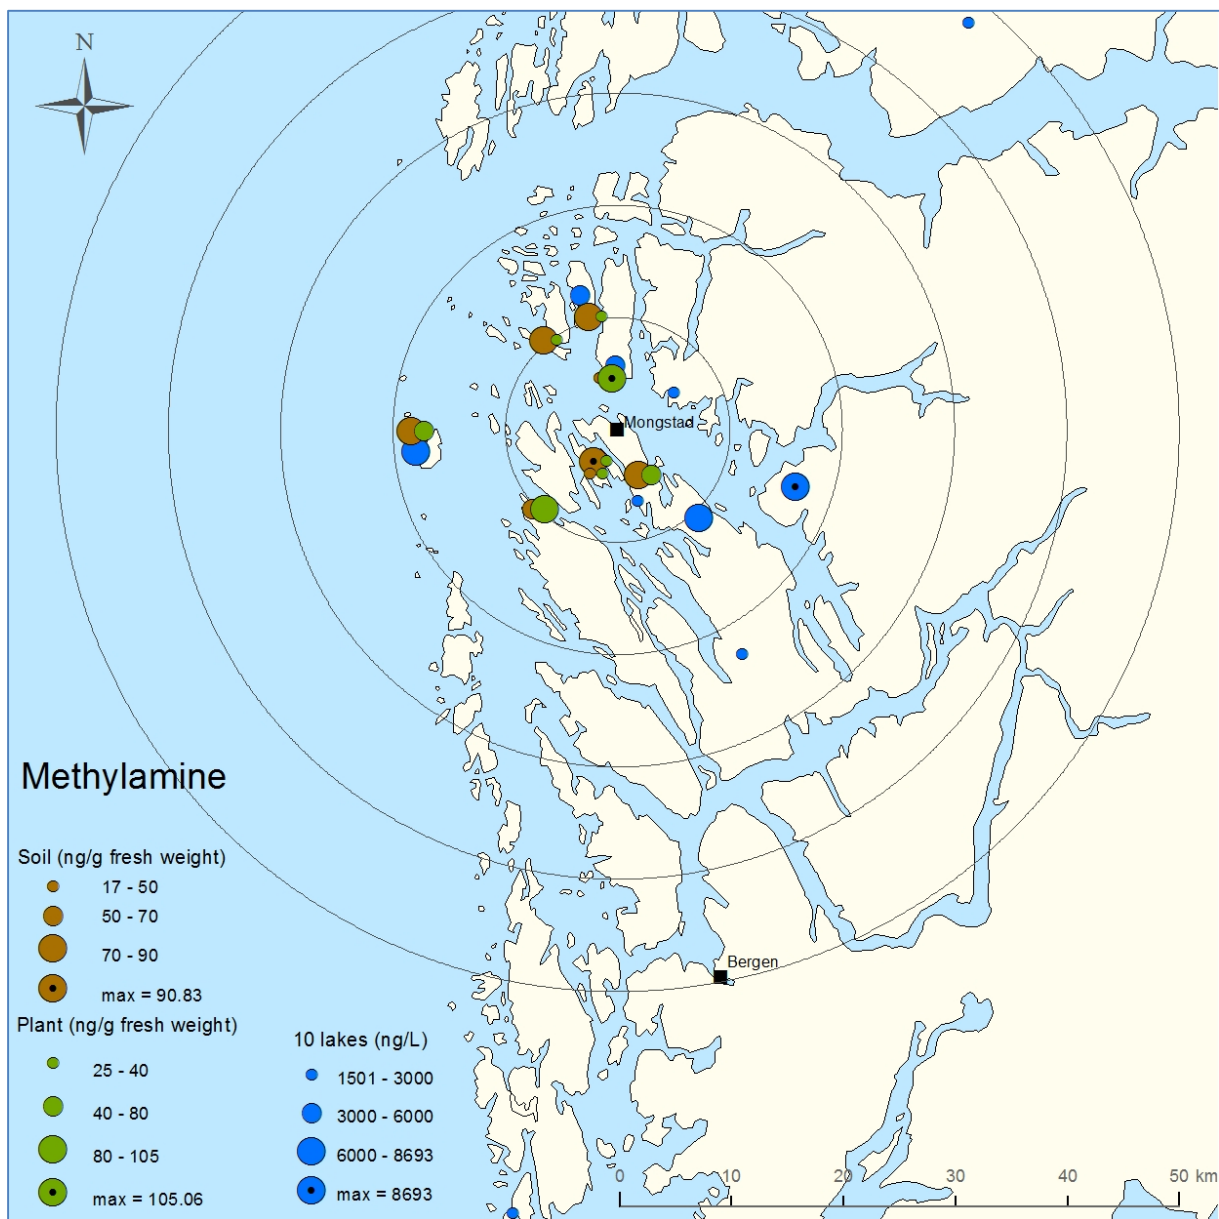 N
Mongstad
Methylamine
Soil (ng/g fresh weight)
17 - 50
50 - 70
70 - 90
max = 90.83
Plant (ng/g fresh weight)
25 - 40
40 - 80
80 - 105
max = 105.06
10 lakes (ng/L)
1501 - 3000
3000 - 6000
6000 - 8693
max = 8693
Bergen
0 10 20 30 40 50 km